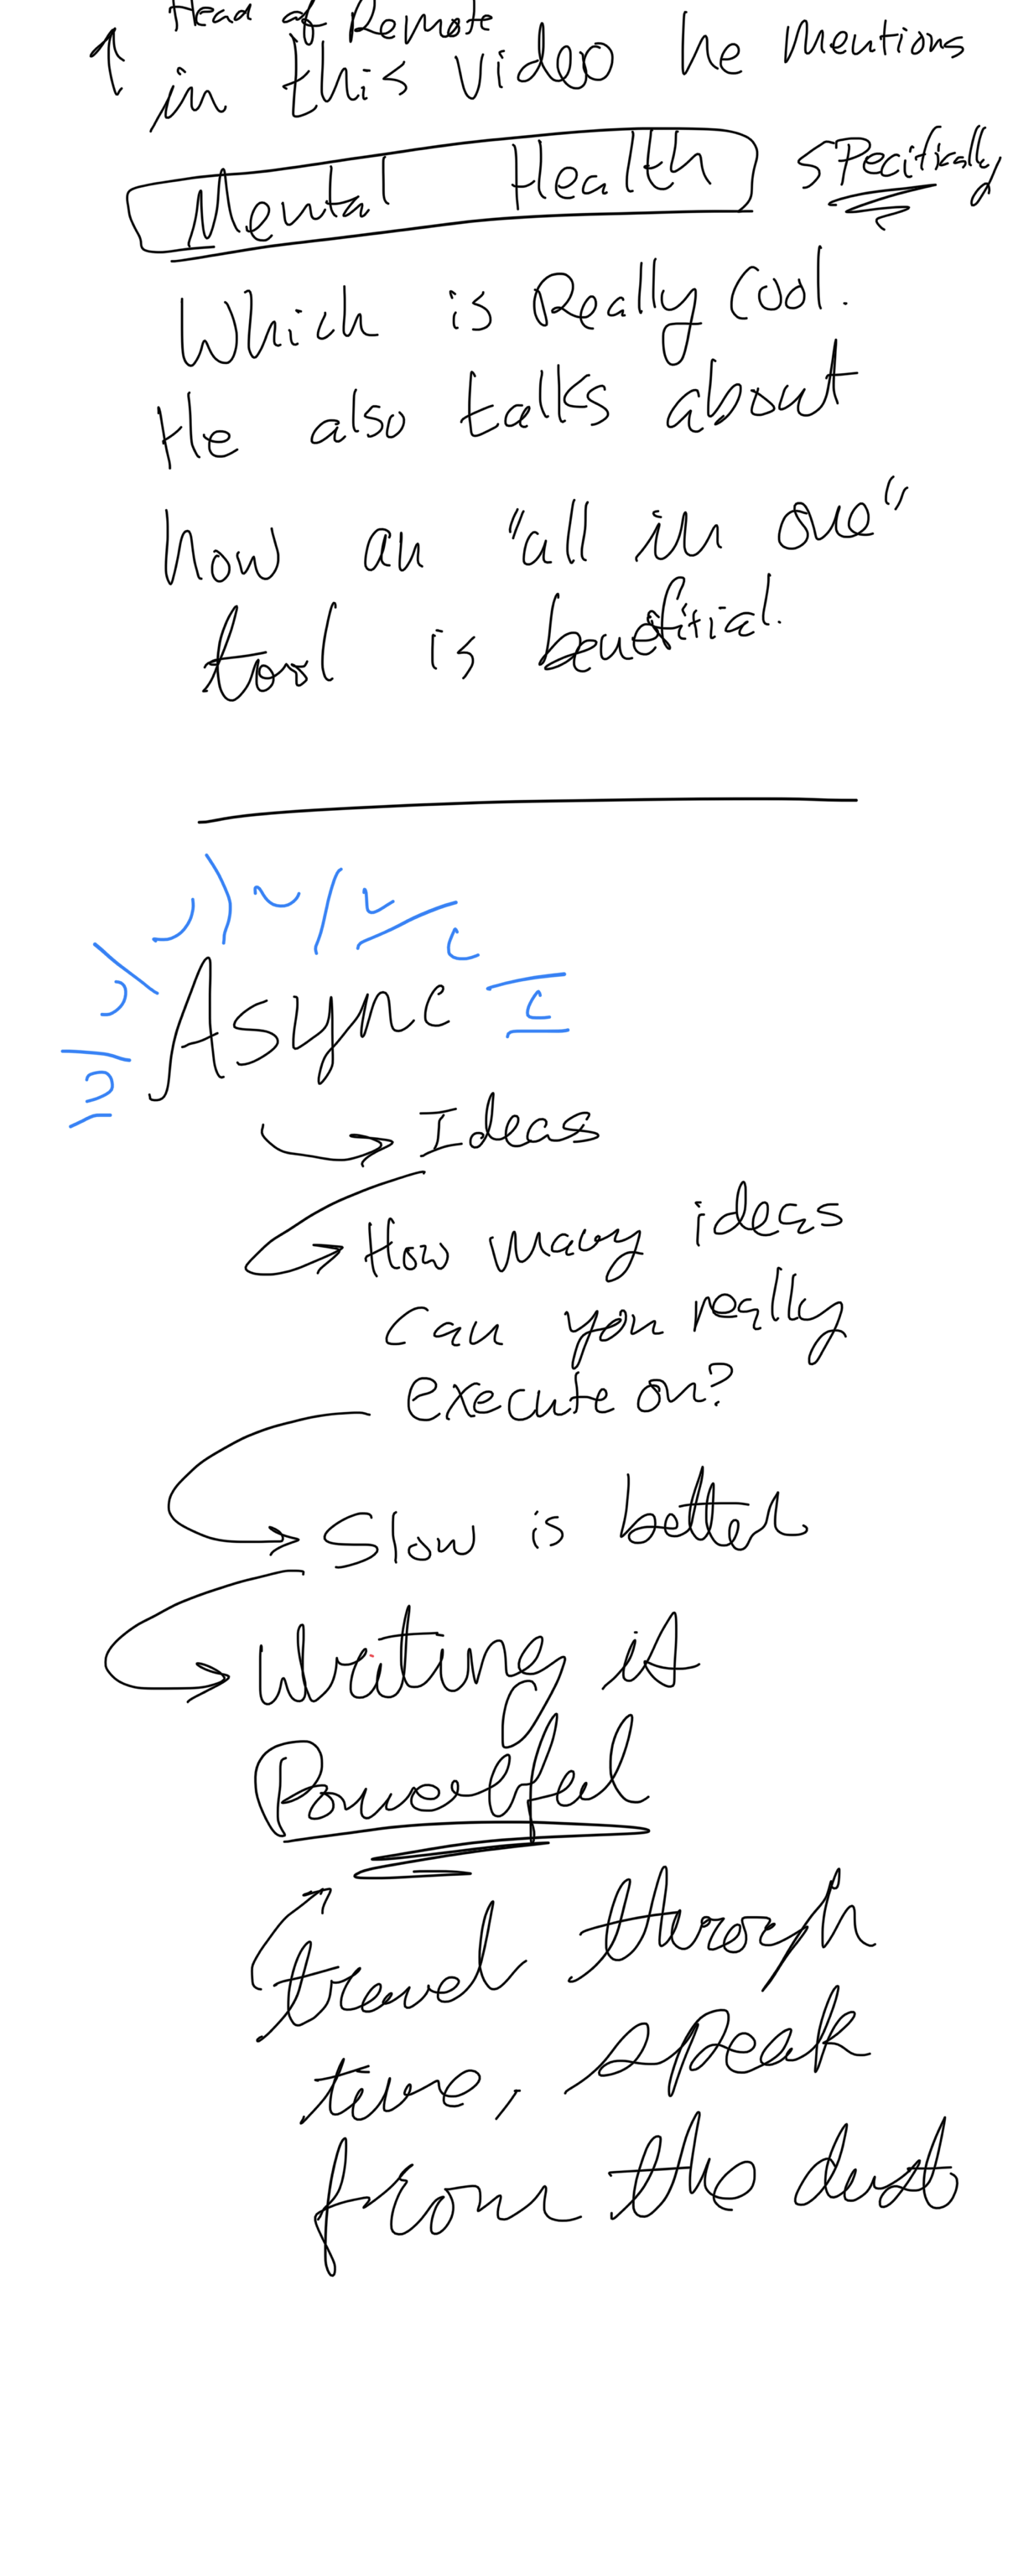 Head of Remote
in this video he mentions
Mental Health specifically
Which is Really Cool.
He also talks about
how an "all in one"
tool is benefitial.
Async
Ideas
How many ideas
can you really
execute on?
Slow is better
Writing is
Powerful
travel through
time, speak
from the dust